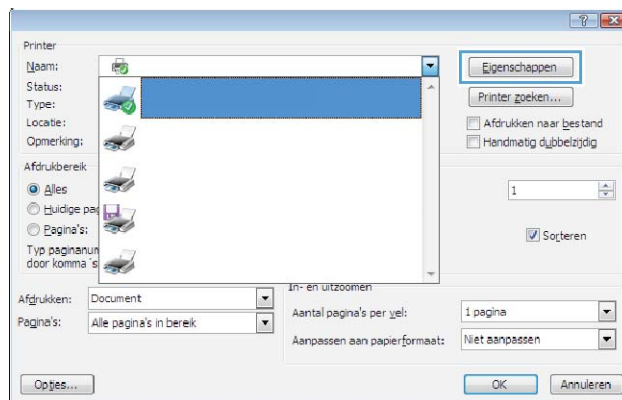 Printer
Naam:
Eigenschappen
Status:
Type:
Printer zoeken...
Locatie:
Afdrukken naar bestand
Opmerking:
Handmatig dubbelzijdig
Afdrukbereik
Alles
1
Huidige pag
Pagina's:
Sorteren
Typ paginanun
door komma's
In- en uitzoomen
Afdrukken:
Document
Aantal pagina's per vel:
1 pagina
Pagina's:
Alle pagina's in bereik
Aanpassen aan papierformaat:
Niet aanpassen
Opties...
OK
Annuleren